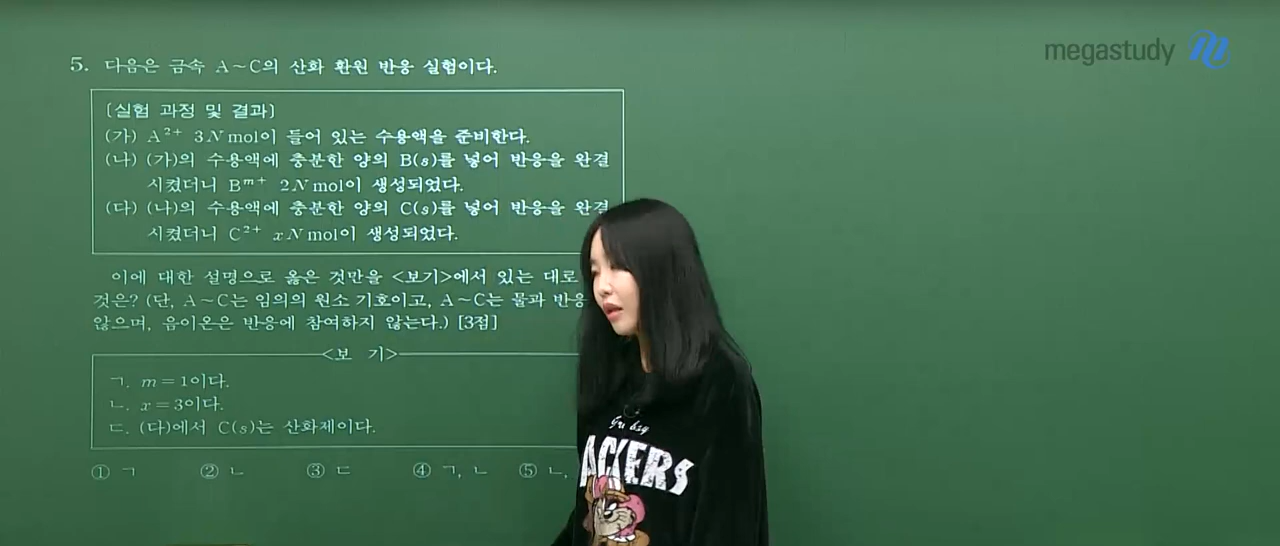 megastudy
5. 다음은 금속 A~C의 산화 환원 반응 실험이다.
[실험 과정 및 결과]
(가) A²⁺ 3N mol이 들어 있는 수용액을 준비한다.
(나) (가)의 수용액에 충분한 양의 B(s)를 넣어 반응을 완결
시켰더니 Bᵐ⁺ 2N mol이 생성되었다.
(다) (나)의 수용액에 충분한 양의 C(s)를 넣어 반응을 완결
시켰더니 C²⁺ xN mol이 생성되었다.
이에 대한 설명으로 옳은 것만을 <보기>에서 있는 대로
것은? (단, A~C는 임의의 원소 기호이고, A~C는 물과 반응
않으며, 음이온은 반응에 참여하지 않는다.) [3점]
<보 기>
ㄱ. m=1이다.
ㄴ. x=3이다.
ㄷ. (다)에서 C(s)는 산화제이다.
① ㄱ ② ㄴ ③ ㄷ ④ ㄱ, ㄴ ⑤ ㄴ,
ACKERS